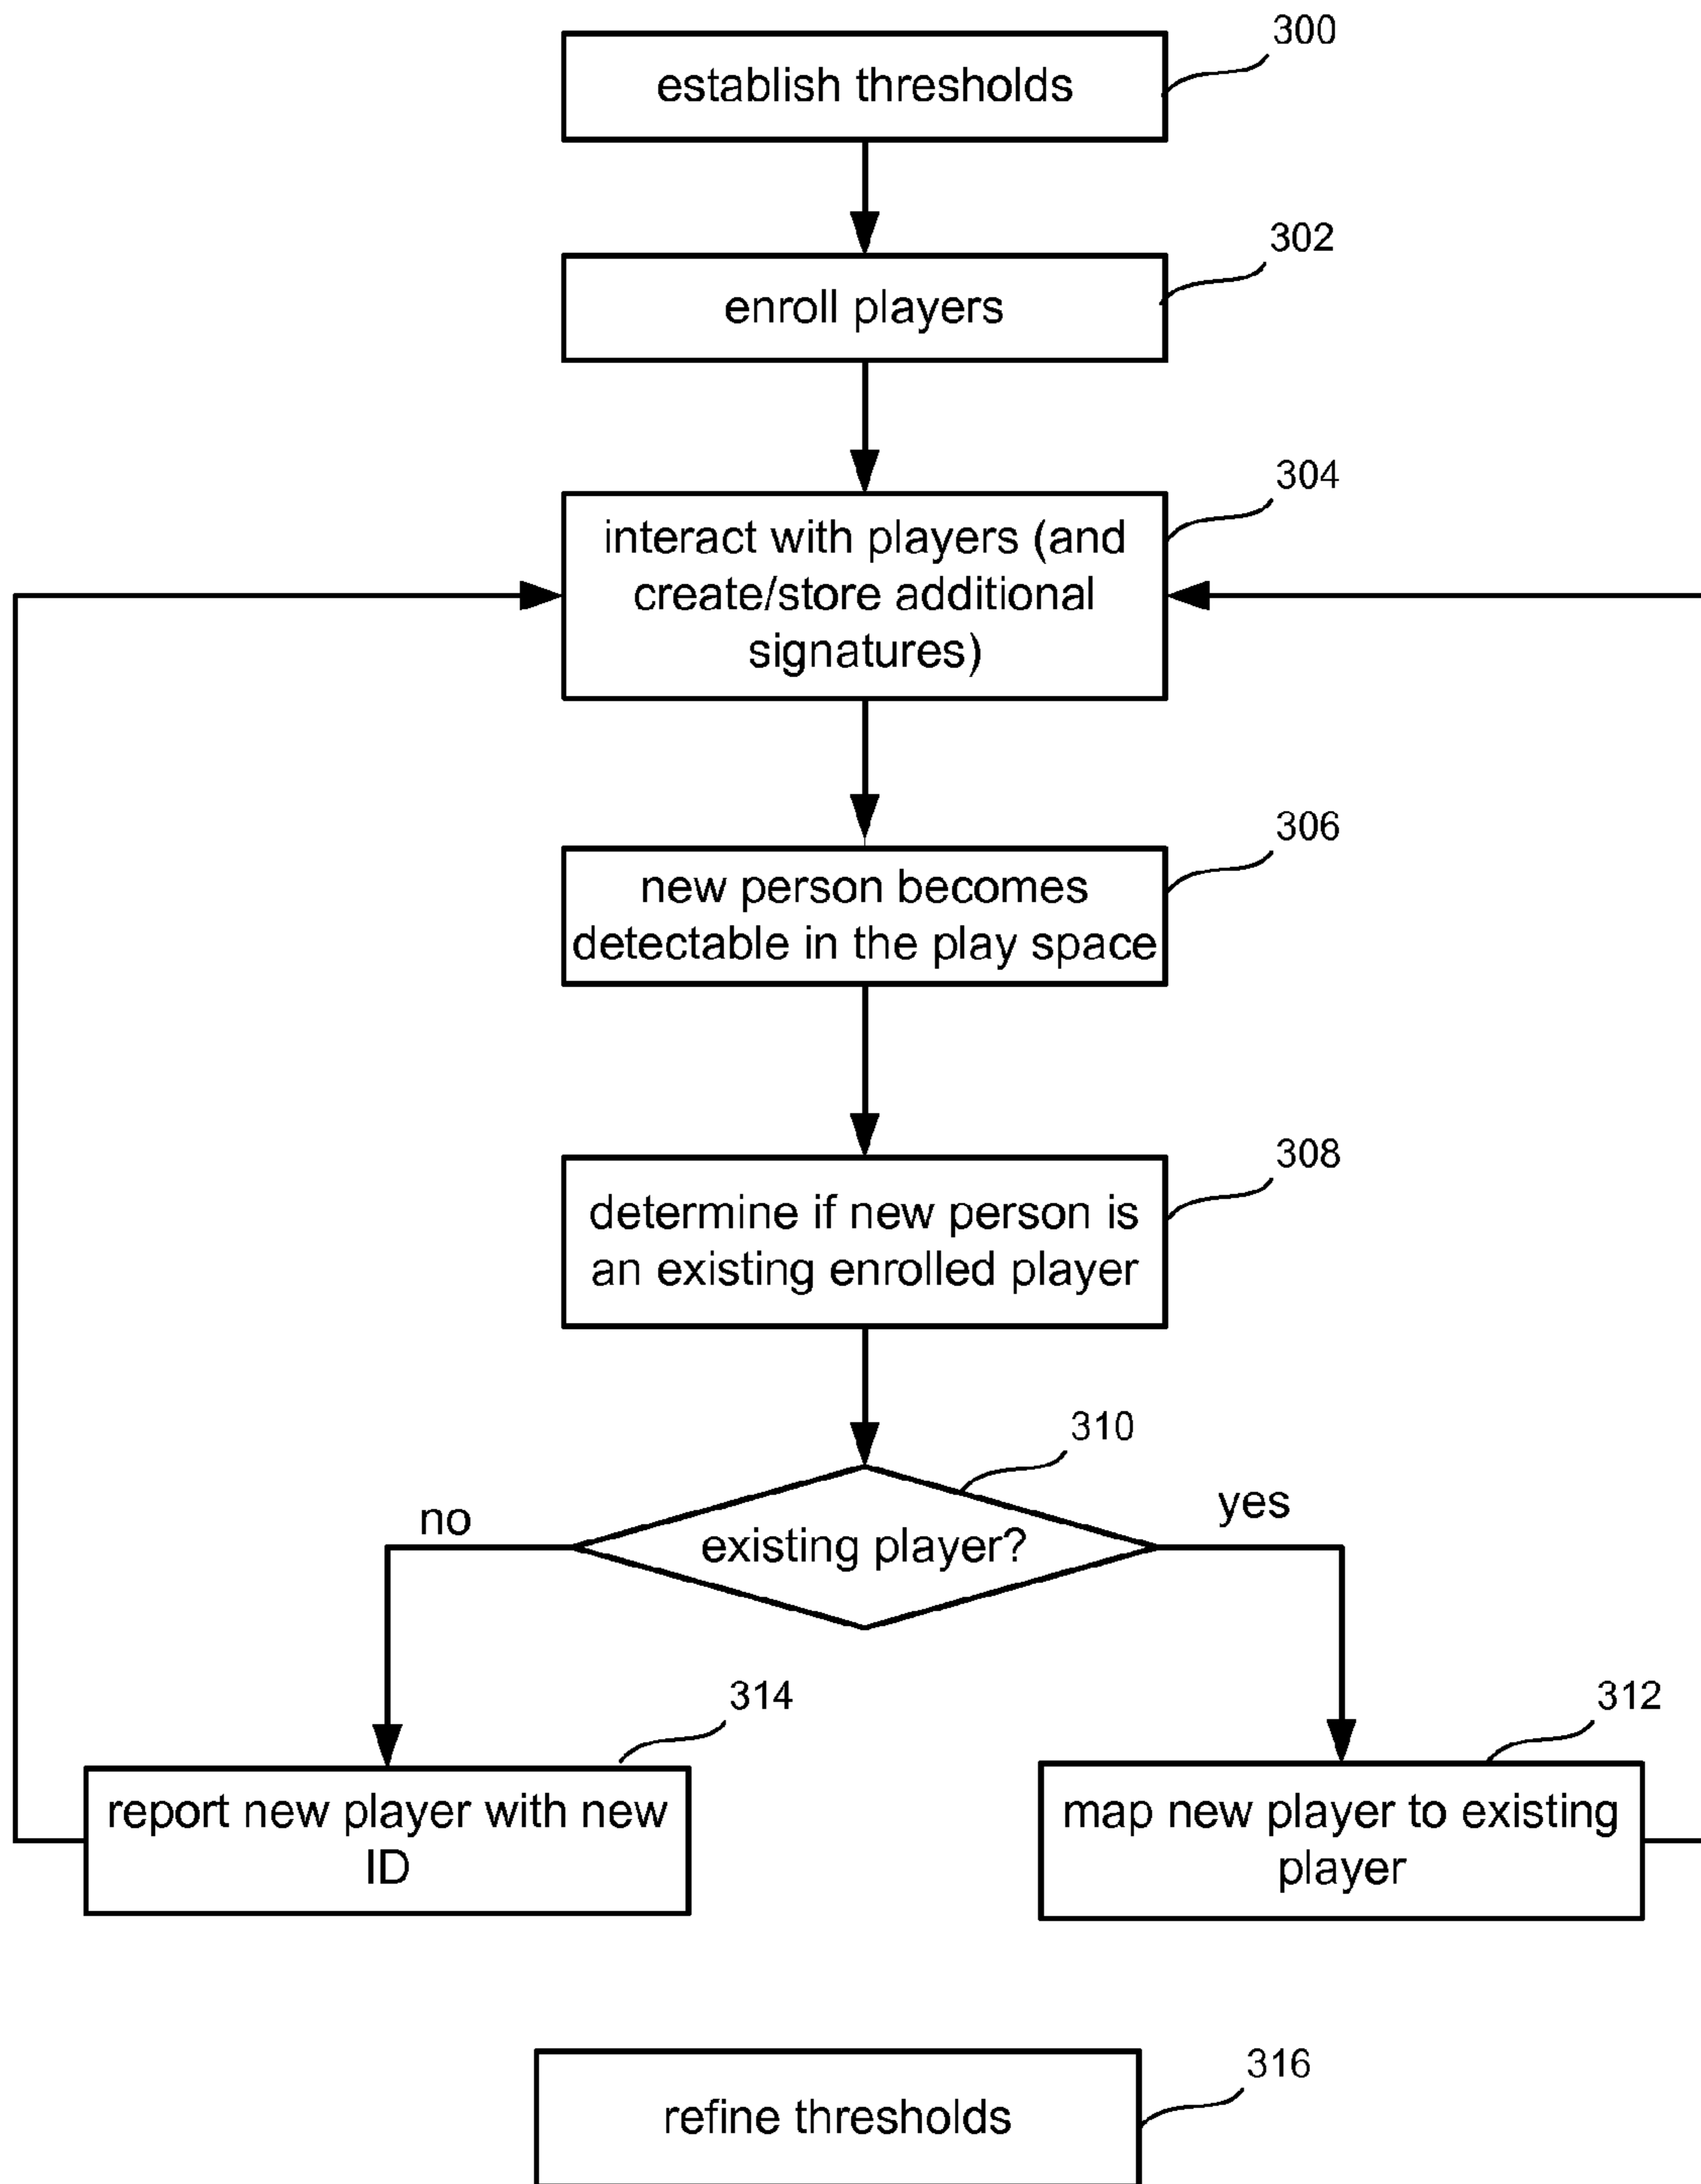 300
establish thresholds
302
enroll players
304
interact with players (and
create/store additional
signatures)
306
new person becomes
detectable in the play space
308
determine if new person is
an existing enrolled player
310
no
yes
existing player?
314
312
report new player with new
ID
map new player to existing
player
316
refine thresholds